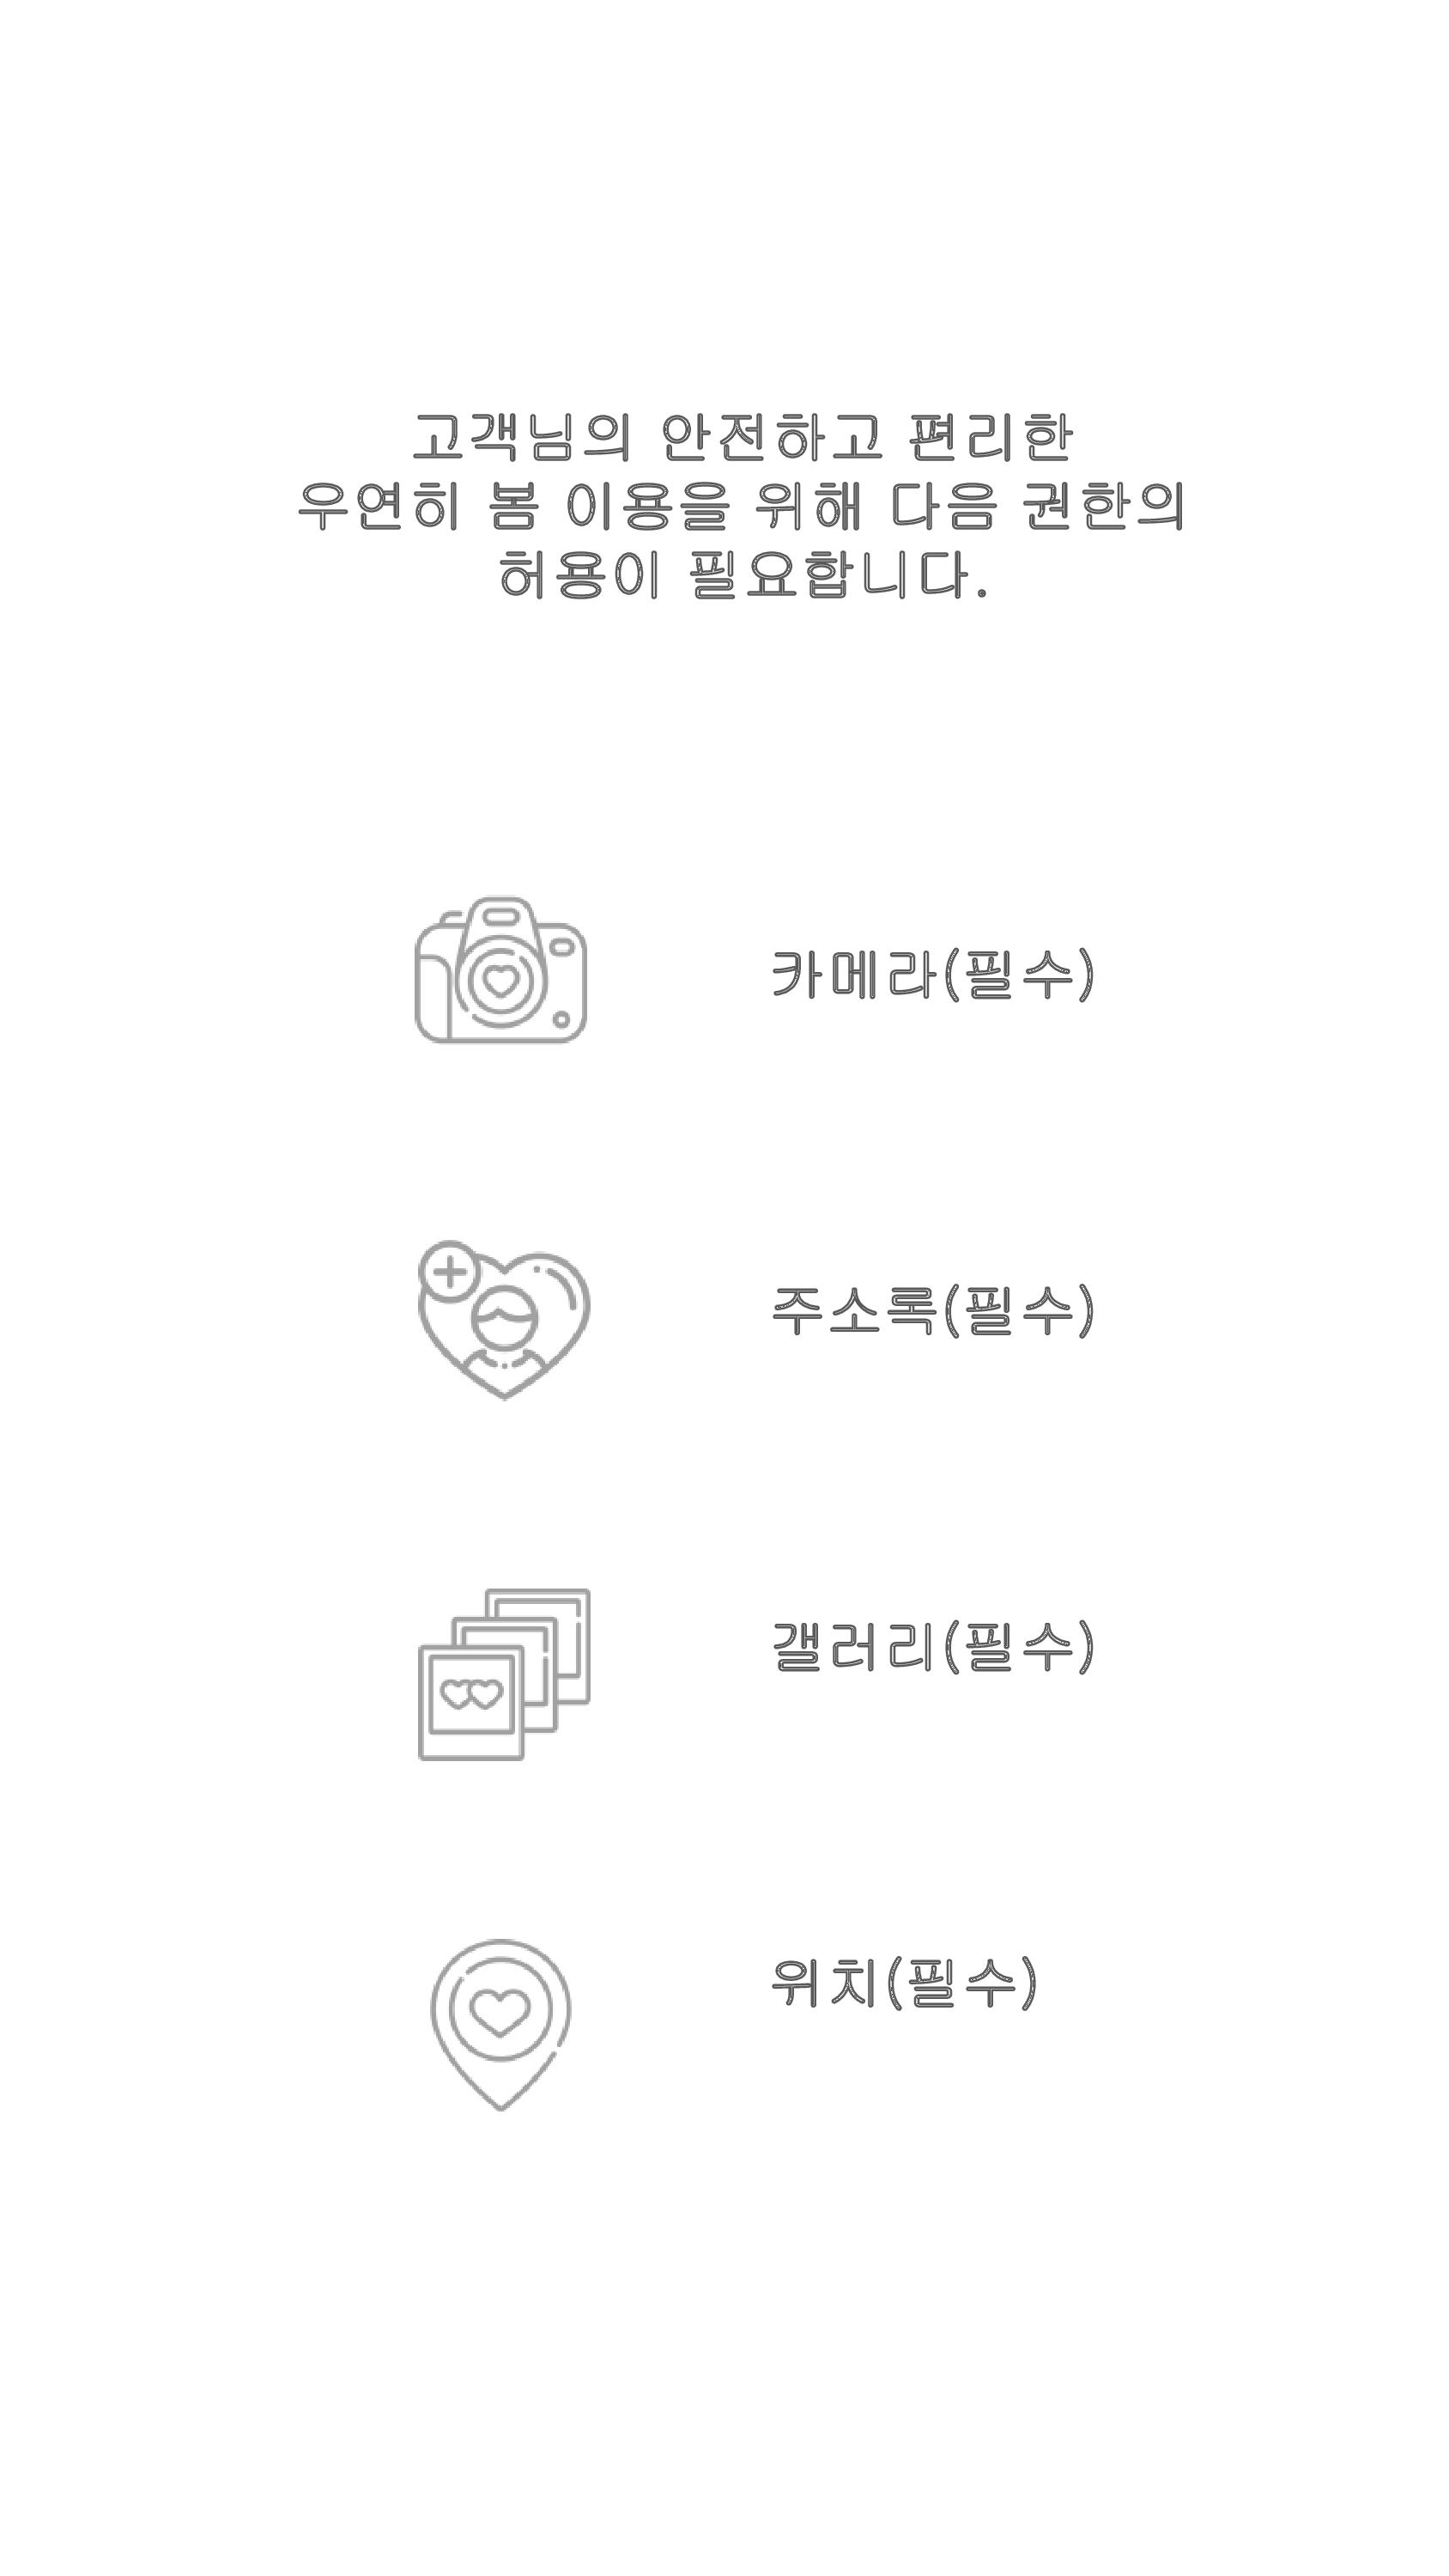 고객님의 안전하고 편리한
우연히 봄 이용을 위해 다음 권한의
허용이 필요합니다.
카메라(필수)
주소록(필수)
갤러리(필수)
위치(필수)